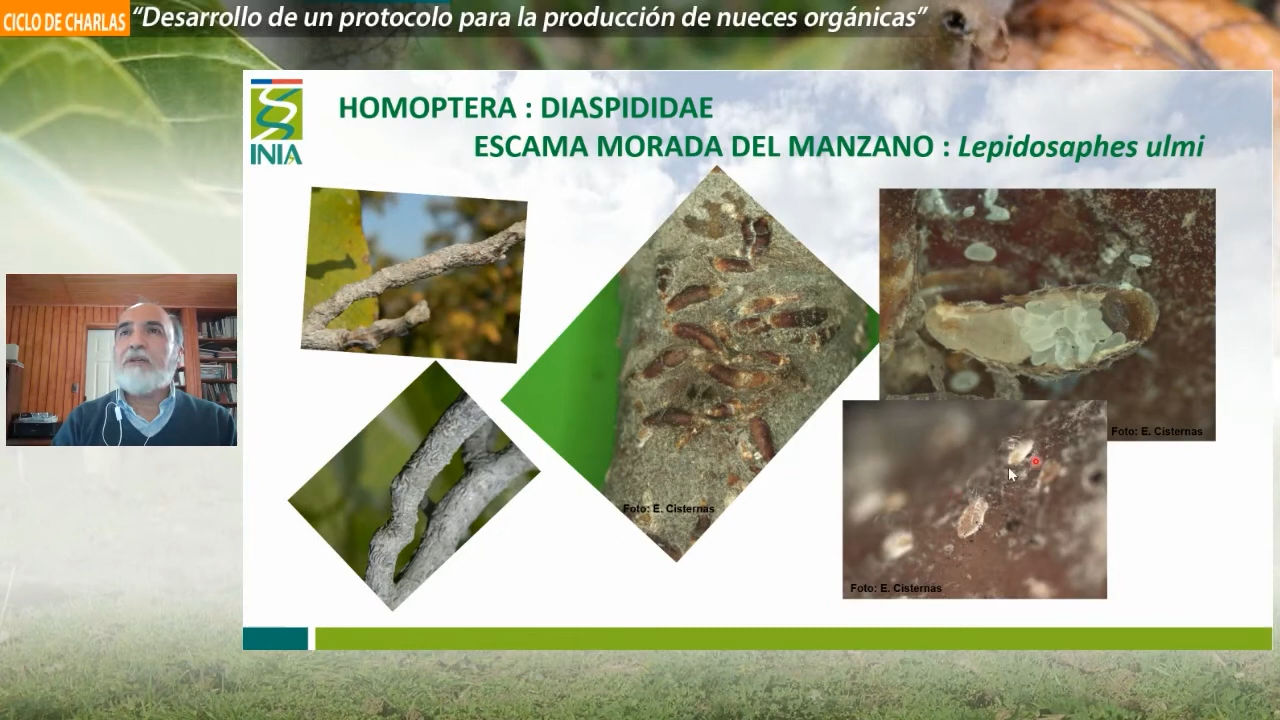 CICLO DE CHARLAS
“Desarrollo de un protocolo para la producción de nueces orgánicas”
INIA
HOMOPTERA : DIASPIDIDAE
ESCAMA MORADA DEL MANZANO : Lepidosaphes ulmi
Foto: E. Cisternas
Foto: E. Cisternas
Foto: E. Cisternas